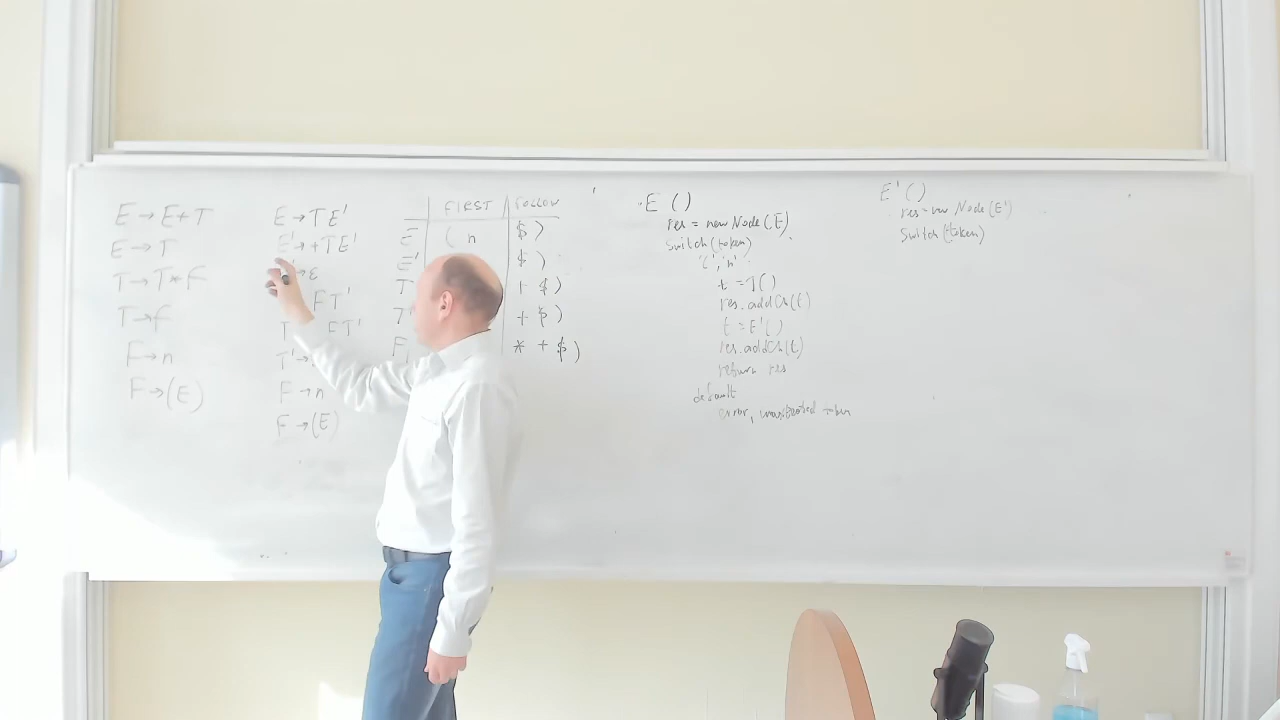 E → E + T
E → T
T → T * F
T → F
F → n
F → (E)
E → T E'
E' → + T E'
→ ε
F T'
T F T'
T' →
F → n
F → (E)
FIRST FOLLOW
E ( n $ )
E' $ )
T + $ )
T' + $ )
F * + $ )
E ()
res = new Node(E)
switch(token)
'(', 'n'
t = T()
res.addCh(t)
t = E'()
res.addCh(t)
return res
default
error, token
E' ()
res = new Node(E')
switch(token)